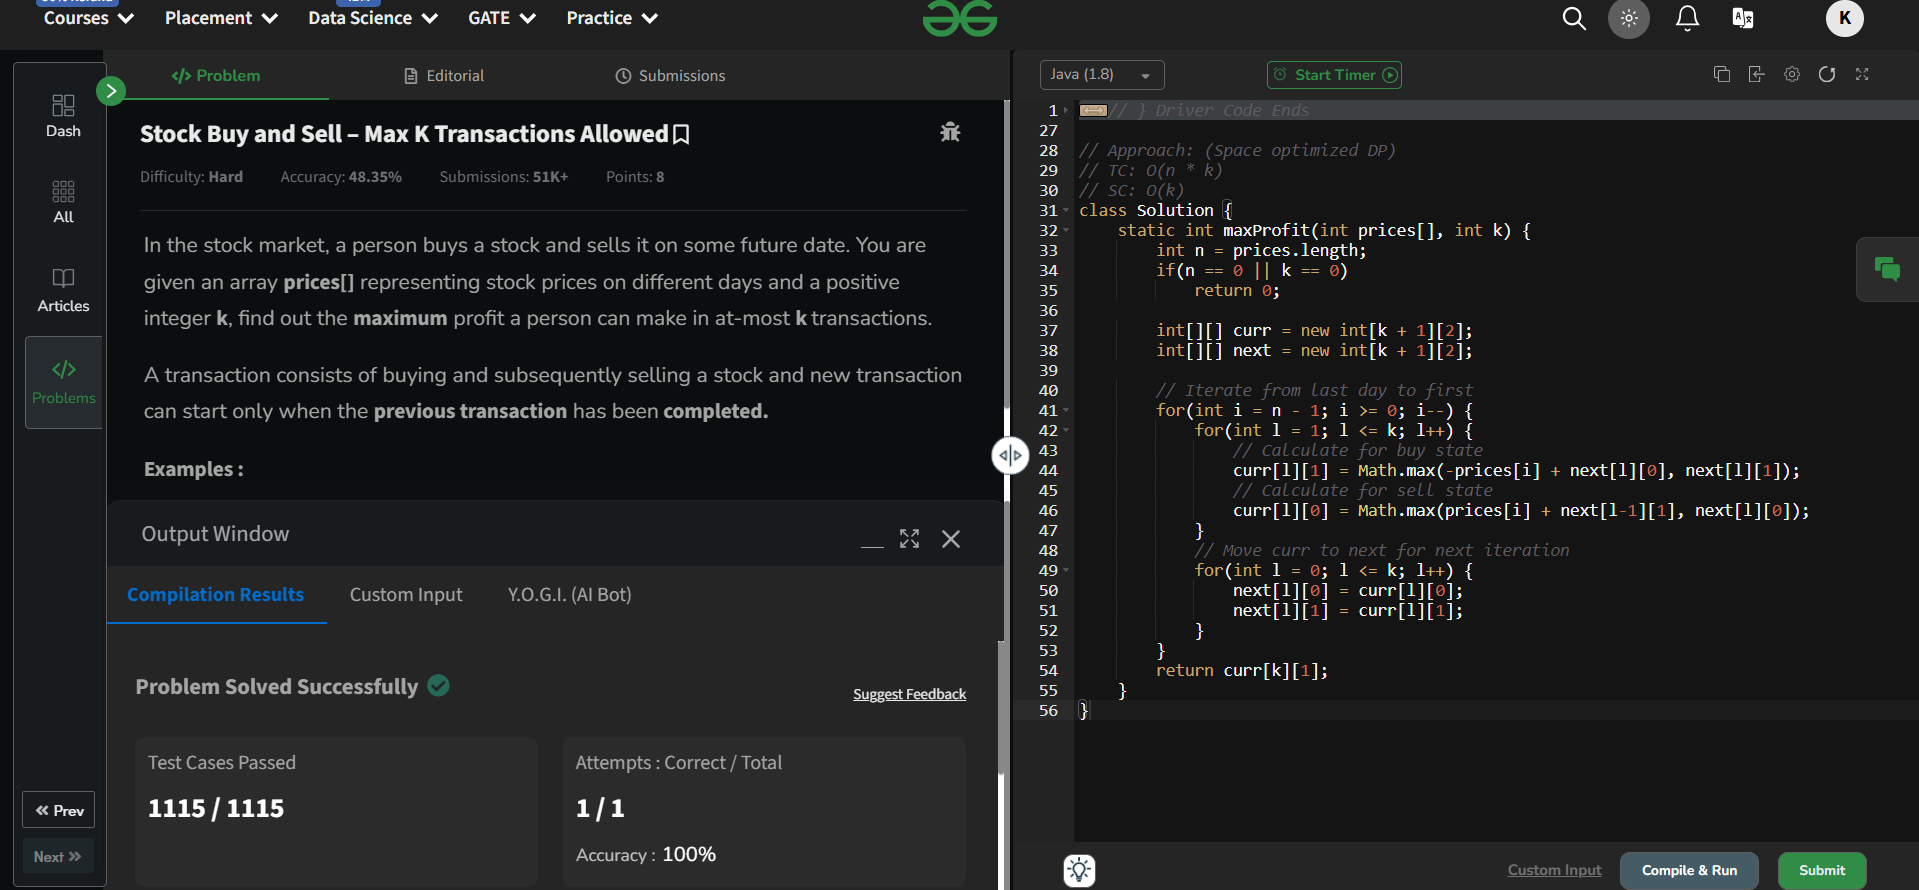 Courses
Placement
Data Science
GATE
Practice
K
Dash
All
Articles
Problems
Prev
Next
Problem
Editorial
Submissions
Stock Buy and Sell – Max K Transactions Allowed
Difficulty: Hard Accuracy: 48.35% Submissions: 51K+ Points: 8
In the stock market, a person buys a stock and sells it on some future date. You are
given an array prices[] representing stock prices on different days and a positive
integer k, find out the maximum profit a person can make in at-most k transactions.
A transaction consists of buying and subsequently selling a stock and new transaction
can start only when the previous transaction has been completed.
Examples :
Output Window
Compilation Results
Custom Input
Y.O.G.I. (AI Bot)
Problem Solved Successfully
Suggest Feedback
Test Cases Passed
1115 / 1115
Attempts : Correct / Total
1 / 1
Accuracy : 100%
Java (1.8)
Start Timer
1 // } Driver Code Ends
27
28 // Approach: (Space optimized DP)
29 // TC: O(n * k)
30 // SC: O(k)
31 class Solution {
32 static int maxProfit(int prices[], int k) {
33 int n = prices.length;
34 if(n == 0 || k == 0)
35 return 0;
36
37 int[][] curr = new int[k + 1][2];
38 int[][] next = new int[k + 1][2];
39
40 // Iterate from last day to first
41 for(int i = n - 1; i >= 0; i--) {
42 for(int l = 1; l <= k; l++) {
43 // Calculate for buy state
44 curr[l][1] = Math.max(-prices[i] + next[l][0], next[l][1]);
45 // Calculate for sell state
46 curr[l][0] = Math.max(prices[i] + next[l-1][1], next[l][0]);
47 }
48 // Move curr to next for next iteration
49 for(int l = 0; l <= k; l++) {
50 next[l][0] = curr[l][0];
51 next[l][1] = curr[l][1];
52 }
53 }
54 return curr[k][1];
55 }
56 }
Custom Input
Compile & Run
Submit